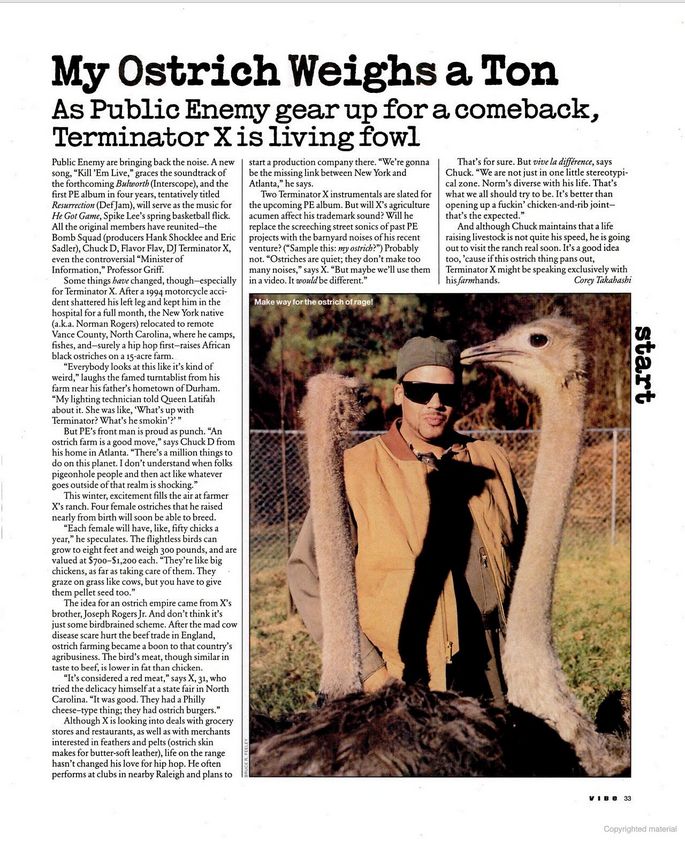 My Ostrich Weighs a Ton
As Public Enemy gear up for a comeback,
Terminator X is living fowl
Public Enemy are bringing back the noise. A new
song, "Kill 'Em Live," graces the soundtrack of
the forthcoming Bulworth (Interscope), and the
first PE album in four years, tentatively titled
Resurrection (Def Jam), will serve as the music for
He Got Game, Spike Lee's spring basketball flick.
All the original members have reunited—the
Bomb Squad (producers Hank Shocklee and Eric
Sadler), Chuck D, Flavor Flav, DJ Terminator X,
even the controversial "Minister of
Information," Professor Griff.
Some things have changed, though—especially
for Terminator X. After a 1994 motorcycle acci-
dent shattered his left leg and kept him in the
hospital for a full month, the New York native
(a.k.a. Norman Rogers) relocated to remote
Vance County, North Carolina, where he camps,
fishes, and—surely a hip hop first—raises African
black ostriches on a 15-acre farm.
"Everybody looks at this like it's kind of
weird," laughs the famed turntablist from his
farm near his father's hometown of Durham.
"My lighting technician told Queen Latifah
about it. She was like, 'What's up with
Terminator? What's he smokin'?' "
But PE's front man is proud as punch. "An
ostrich farm is a good move," says Chuck D from
his home in Atlanta. "There's a million things to
do on this planet. I don't understand when folks
pigeonhole people and then act like whatever
goes outside of that realm is shocking."
This winter, excitement fills the air at farmer
X's ranch. Four female ostriches that he raised
nearly from birth will soon be able to breed.
"Each female will have, like, fifty chicks a
year," he speculates. The flightless birds can
grow to eight feet and weigh 300 pounds, and are
valued at $700–$1,200 each. "They're like big
chickens, as far as taking care of them. They
graze on grass like cows, but you have to give
them pellet seed too."
The idea for an ostrich empire came from X's
brother, Joseph Rogers Jr. And don't think it's
just some birdbrained scheme. After the mad cow
disease scare hurt the beef trade in England,
ostrich farming became a boon to that country's
agribusiness. The bird's meat, though similar in
taste to beef, is lower in fat than chicken.
"It's considered a red meat," says X, 31, who
tried the delicacy himself at a state fair in North
Carolina. "It was good. They had a Philly
cheese–type thing; they had ostrich burgers."
Although X is looking into deals with grocery
stores and restaurants, as well as with merchants
interested in feathers and pelts (ostrich skin
makes for butter-soft leather), life on the range
hasn't changed his love for hip hop. He often
performs at clubs in nearby Raleigh and plans to
start a production company there. "We're gonna
be the missing link between New York and
Atlanta," he says.
Two Terminator X instrumentals are slated for
the upcoming PE album. But will X's agriculture
acumen affect his trademark sound? Will he
replace the screeching street sonics of past PE
projects with the barnyard noises of his recent
venture? ("Sample this: my ostrich?") Probably
not. "Ostriches are quiet; they don't make too
many noises," says X. "But maybe we'll use them
in a video. It would be different."
That's for sure. But vive la différence, says
Chuck. "We are not just in one little stereotypi-
cal zone. Norm's diverse with his life. That's
what we all should try to be. It's better than
opening up a fuckin' chicken-and-rib joint—
that's the expected."
And although Chuck maintains that a life
raising livestock is not quite his speed, he is going
out to visit the ranch real soon. It's a good idea
too, 'cause if this ostrich thing pans out,
Terminator X might be speaking exclusively with
his farmhands. Corey Takahashi
Make way for the ostrich of rage!
start
BRUCE R. FEELEY
VIBE 33
Copyrighted material